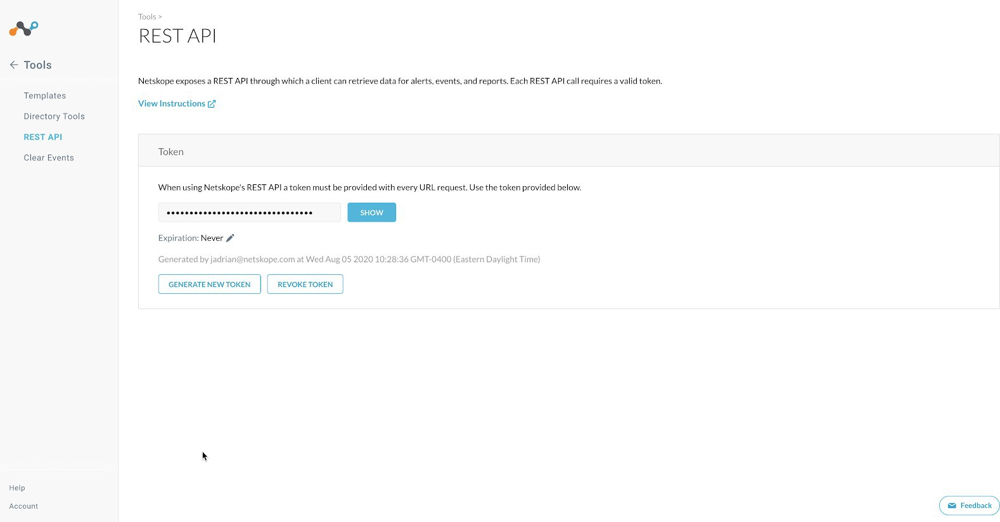 Tools
Templates
Directory Tools
REST API
Clear Events
Help
Account
Tools >
REST API
Netskope exposes a REST API through which a client can retrieve data for alerts, events, and reports. Each REST API call requires a valid token.
View Instructions
Token
When using Netskope's REST API a token must be provided with every URL request. Use the token provided below.
••••••••••••••••••••••••••••••••
SHOW
Expiration: Never
Generated by jadrian@netskope.com at Wed Aug 05 2020 10:28:36 GMT-0400 (Eastern Daylight Time)
GENERATE NEW TOKEN
REVOKE TOKEN
Feedback